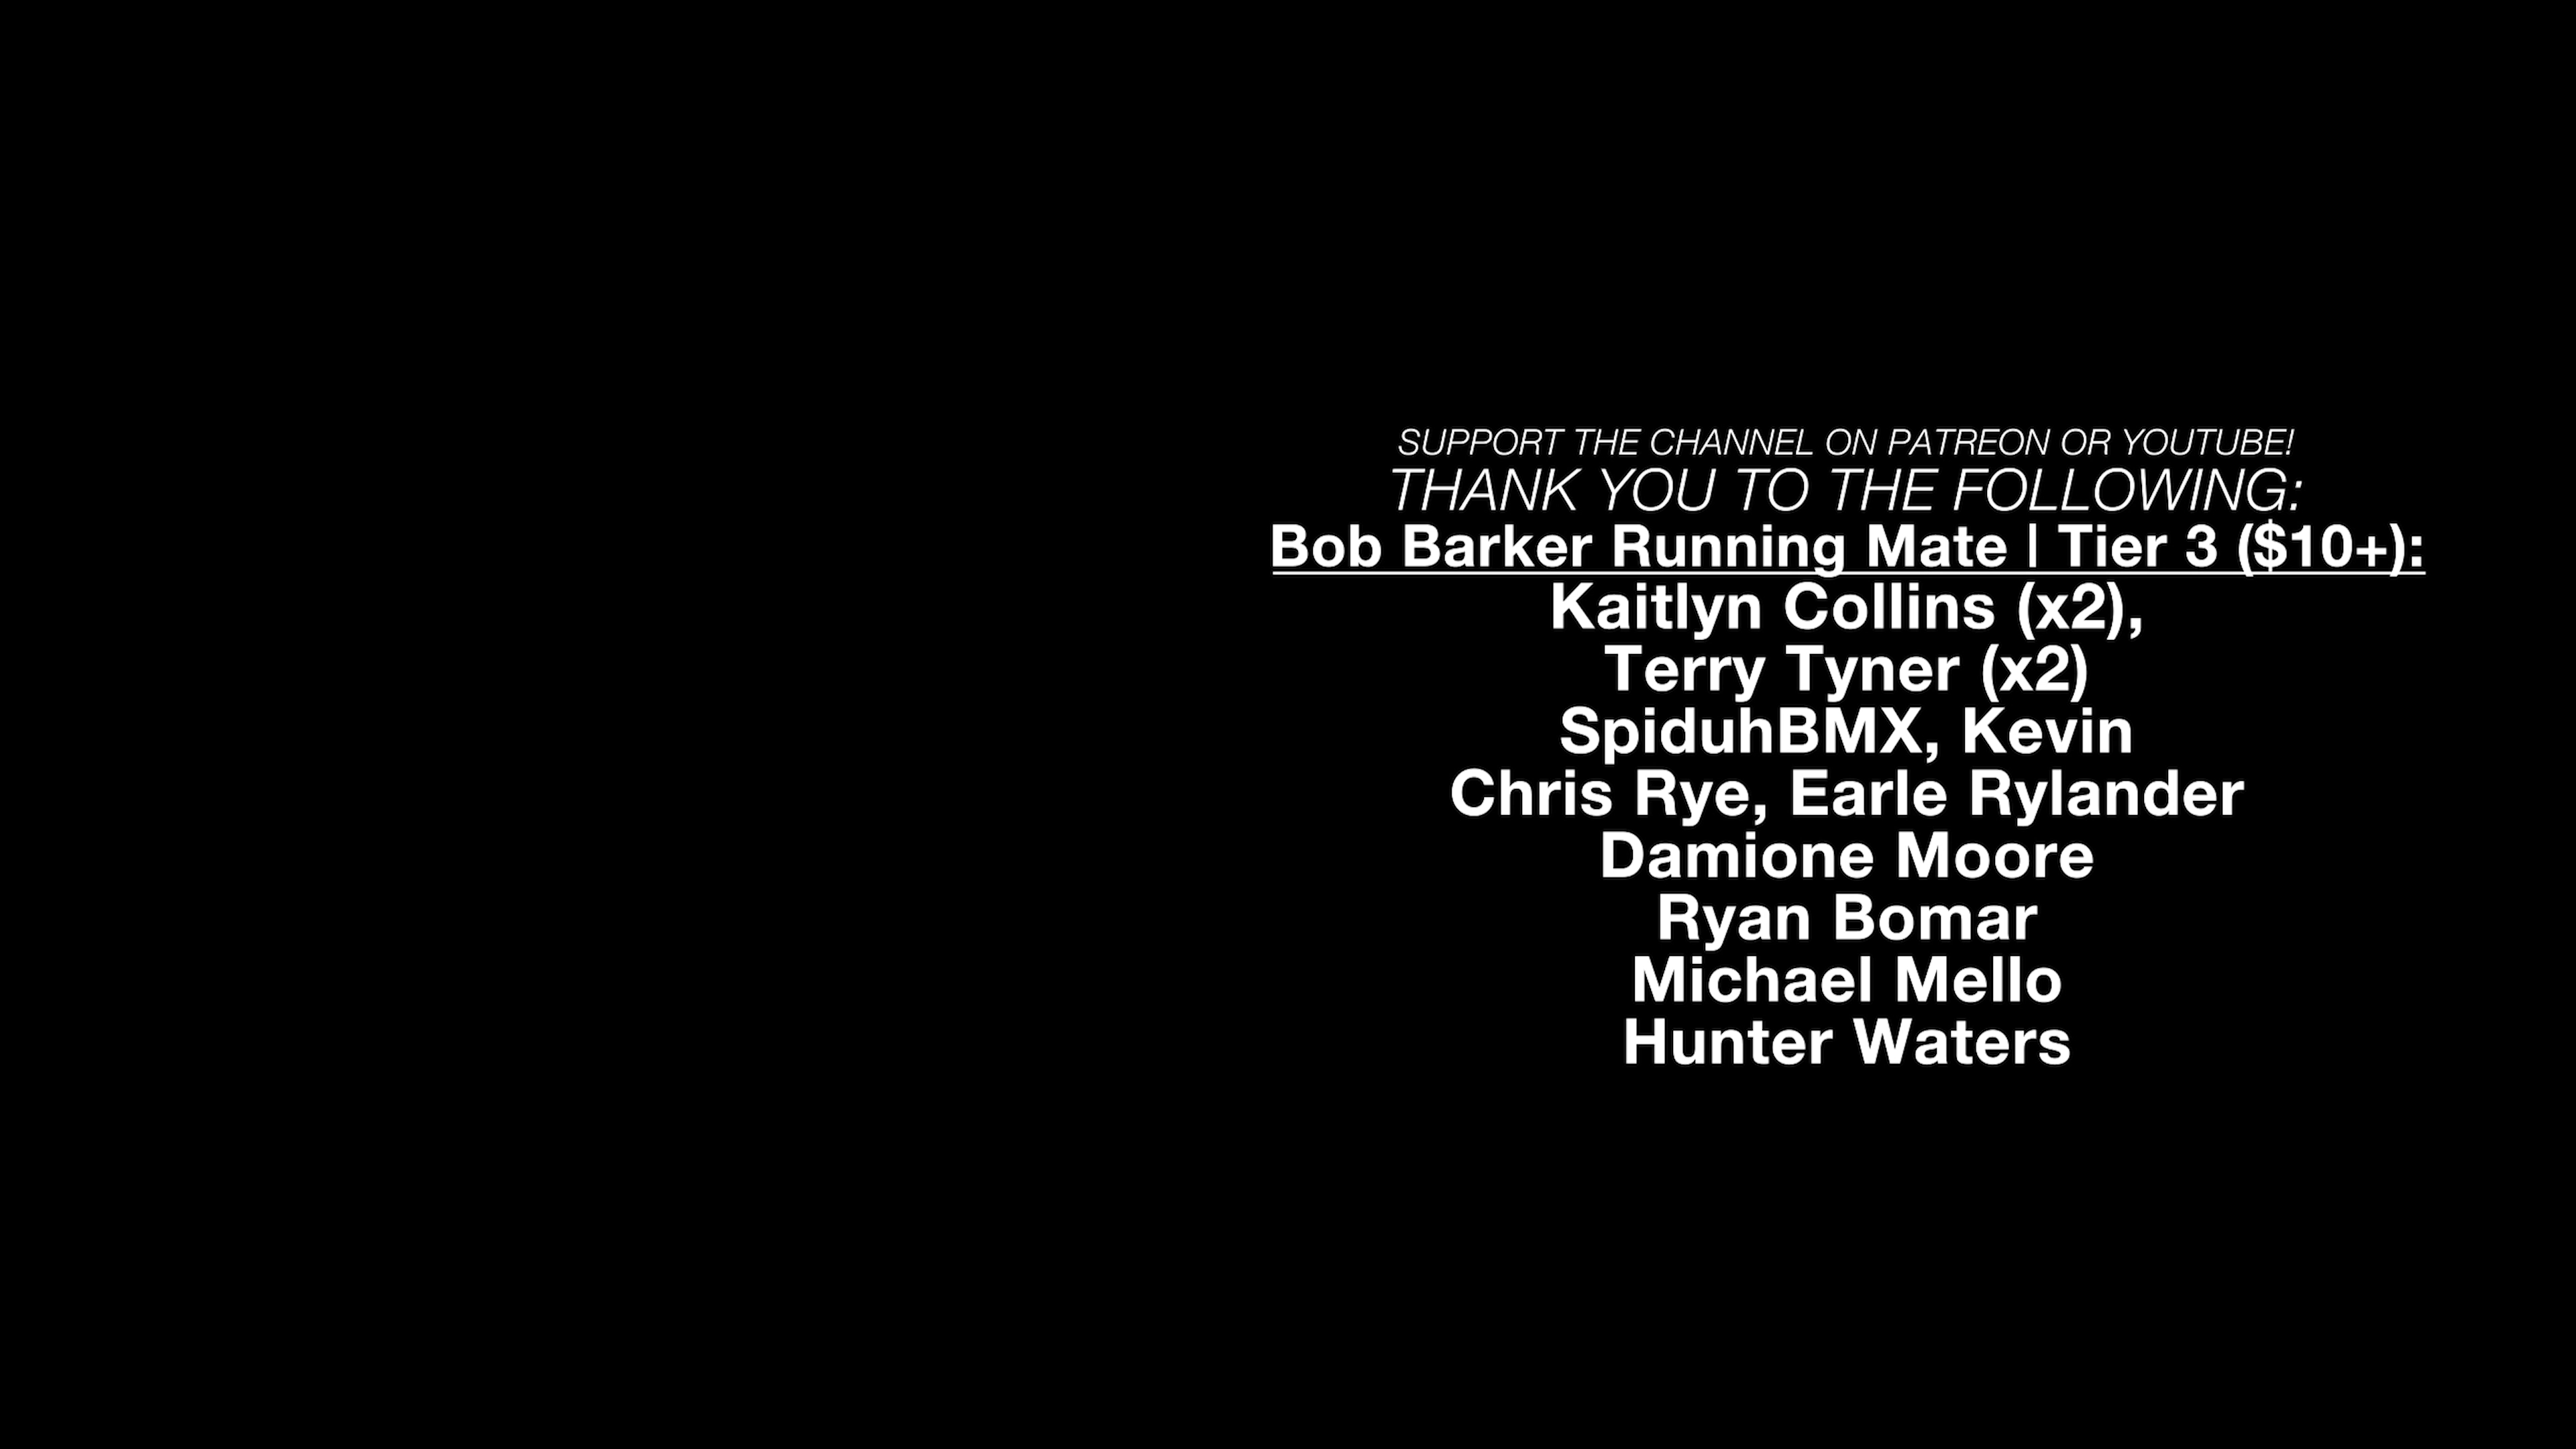 SUPPORT THE CHANNEL ON PATREON OR YOUTUBE!
THANK YOU TO THE FOLLOWING:
Bob Barker Running Mate | Tier 3 ($10+):
Kaitlyn Collins (x2),
Terry Tyner (x2)
SpiduhBMX, Kevin
Chris Rye, Earle Rylander
Damione Moore
Ryan Bomar
Michael Mello
Hunter Waters